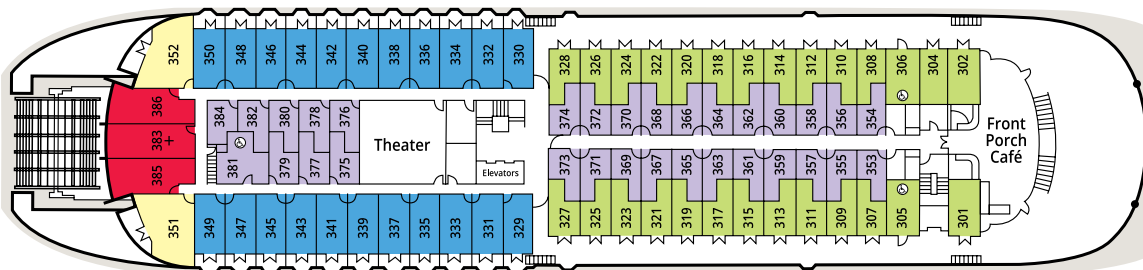 352 350 348 346 344 342 340 338 336 334 332 330
328 326 324 322 320 318 316 314 312 310 308 306 304 302
386 384 382 380 378 376
374 372 370 368 366 364 362 360 358 356 354
383 +
Theater
Front
Porch
Café
385 381 379 377 375
Elevators
373 371 369 367 365 363 361 359 357 355 353
351 349 347 345 343 341 339 337 335 333 331 329
327 325 323 321 319 317 315 313 311 309 307 305 301